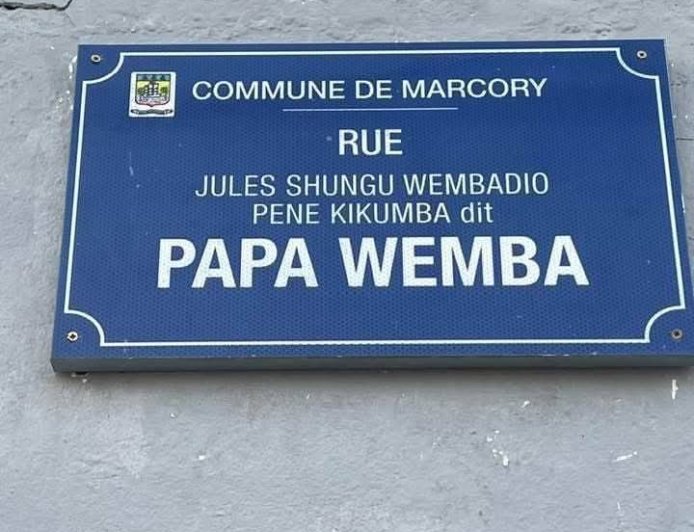 COMMUNE DE MARCORY
RUE
JULES SHUNGU WEMBADIO
PENE KIKUMBA dit
PAPA WEMBA